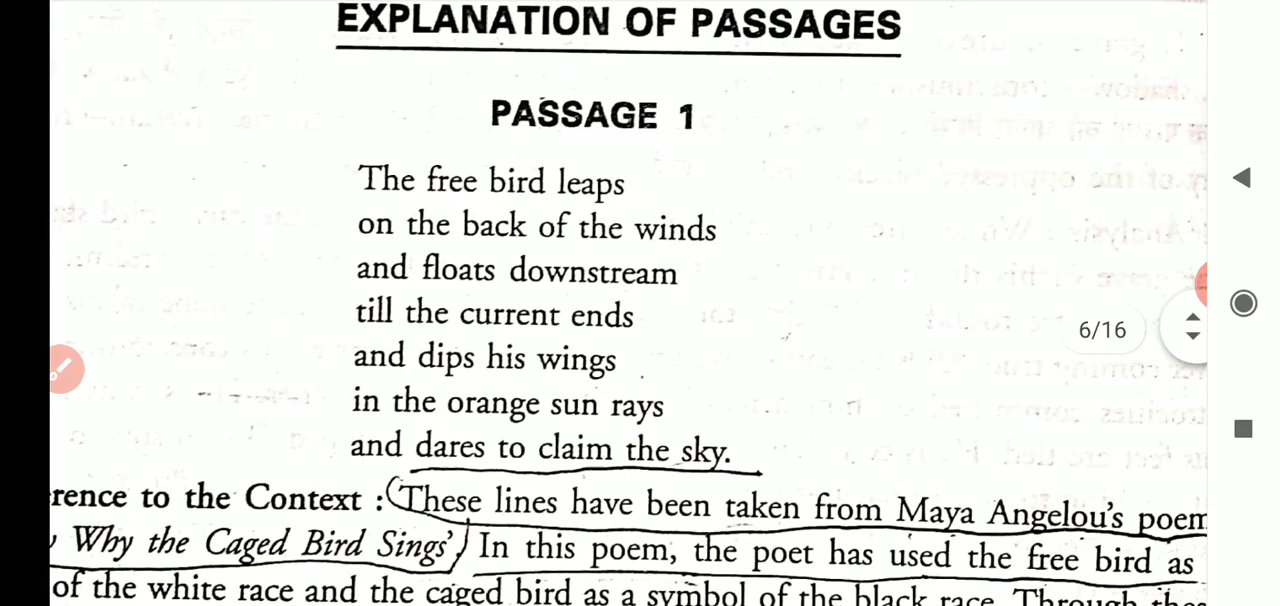 EXPLANATION OF PASSAGES
PASSAGE 1
The free bird leaps
on the back of the winds
and floats downstream
till the current ends
6/16
and dips his wings
in the orange sun rays
and dares to claim the sky.
rence to the Context : (These lines have been taken from Maya Angelou's poem
Why the Caged Bird Sings') In this poem, the poet has used the free bird as
of the white race and the caged bird as a symbol of the black race. Through